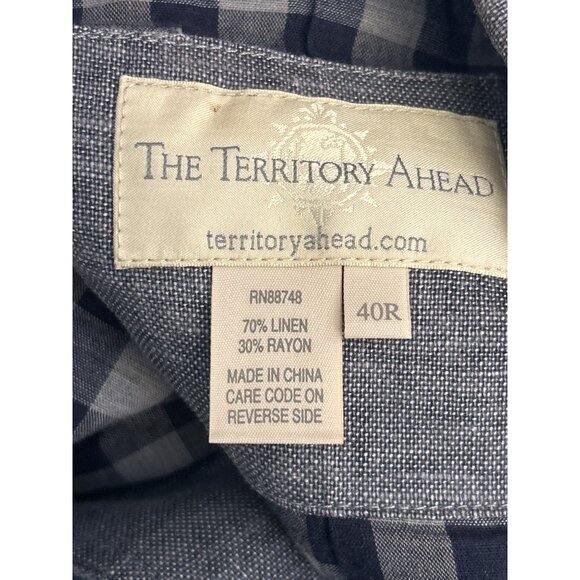 THE TERRITORY AHEAD
territoryahead.com
RN88748
70% LINEN
30% RAYON
MADE IN CHINA
CARE CODE ON
REVERSE SIDE
40R